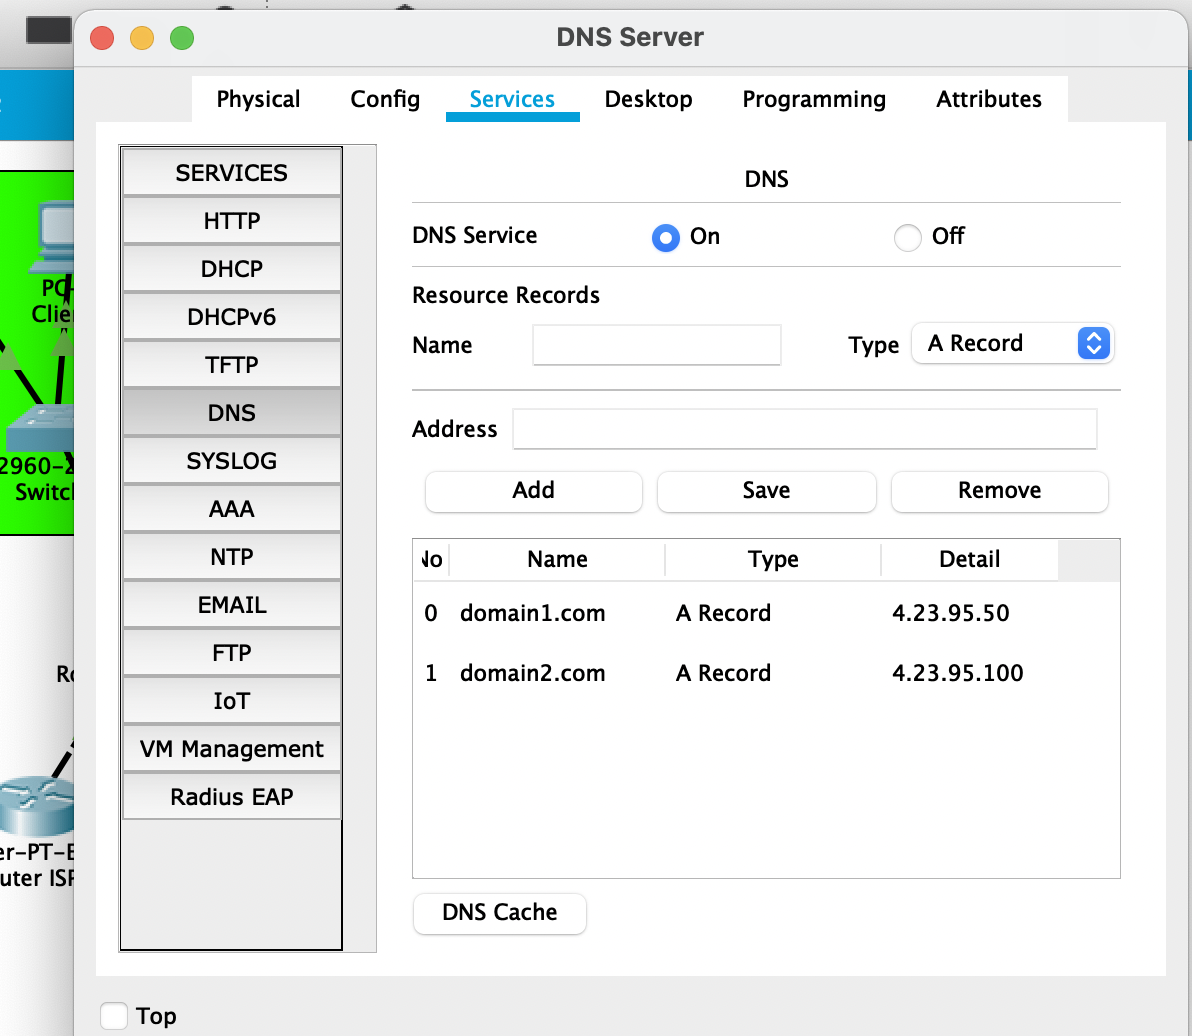 DNS Server
Physical Config Services Desktop Programming Attributes
SERVICES
HTTP
DHCP
DHCPv6
TFTP
DNS
SYSLOG
AAA
NTP
EMAIL
FTP
IoT
VM Management
Radius EAP
DNS
DNS Service On Off
Resource Records
Name Type A Record
Address
Add Save Remove
No Name Type Detail
0 domain1.com A Record 4.23.95.50
1 domain2.com A Record 4.23.95.100
DNS Cache
Top
PC-
Clie
2960-2
Switc
Ro
er-PT-E
uter ISP